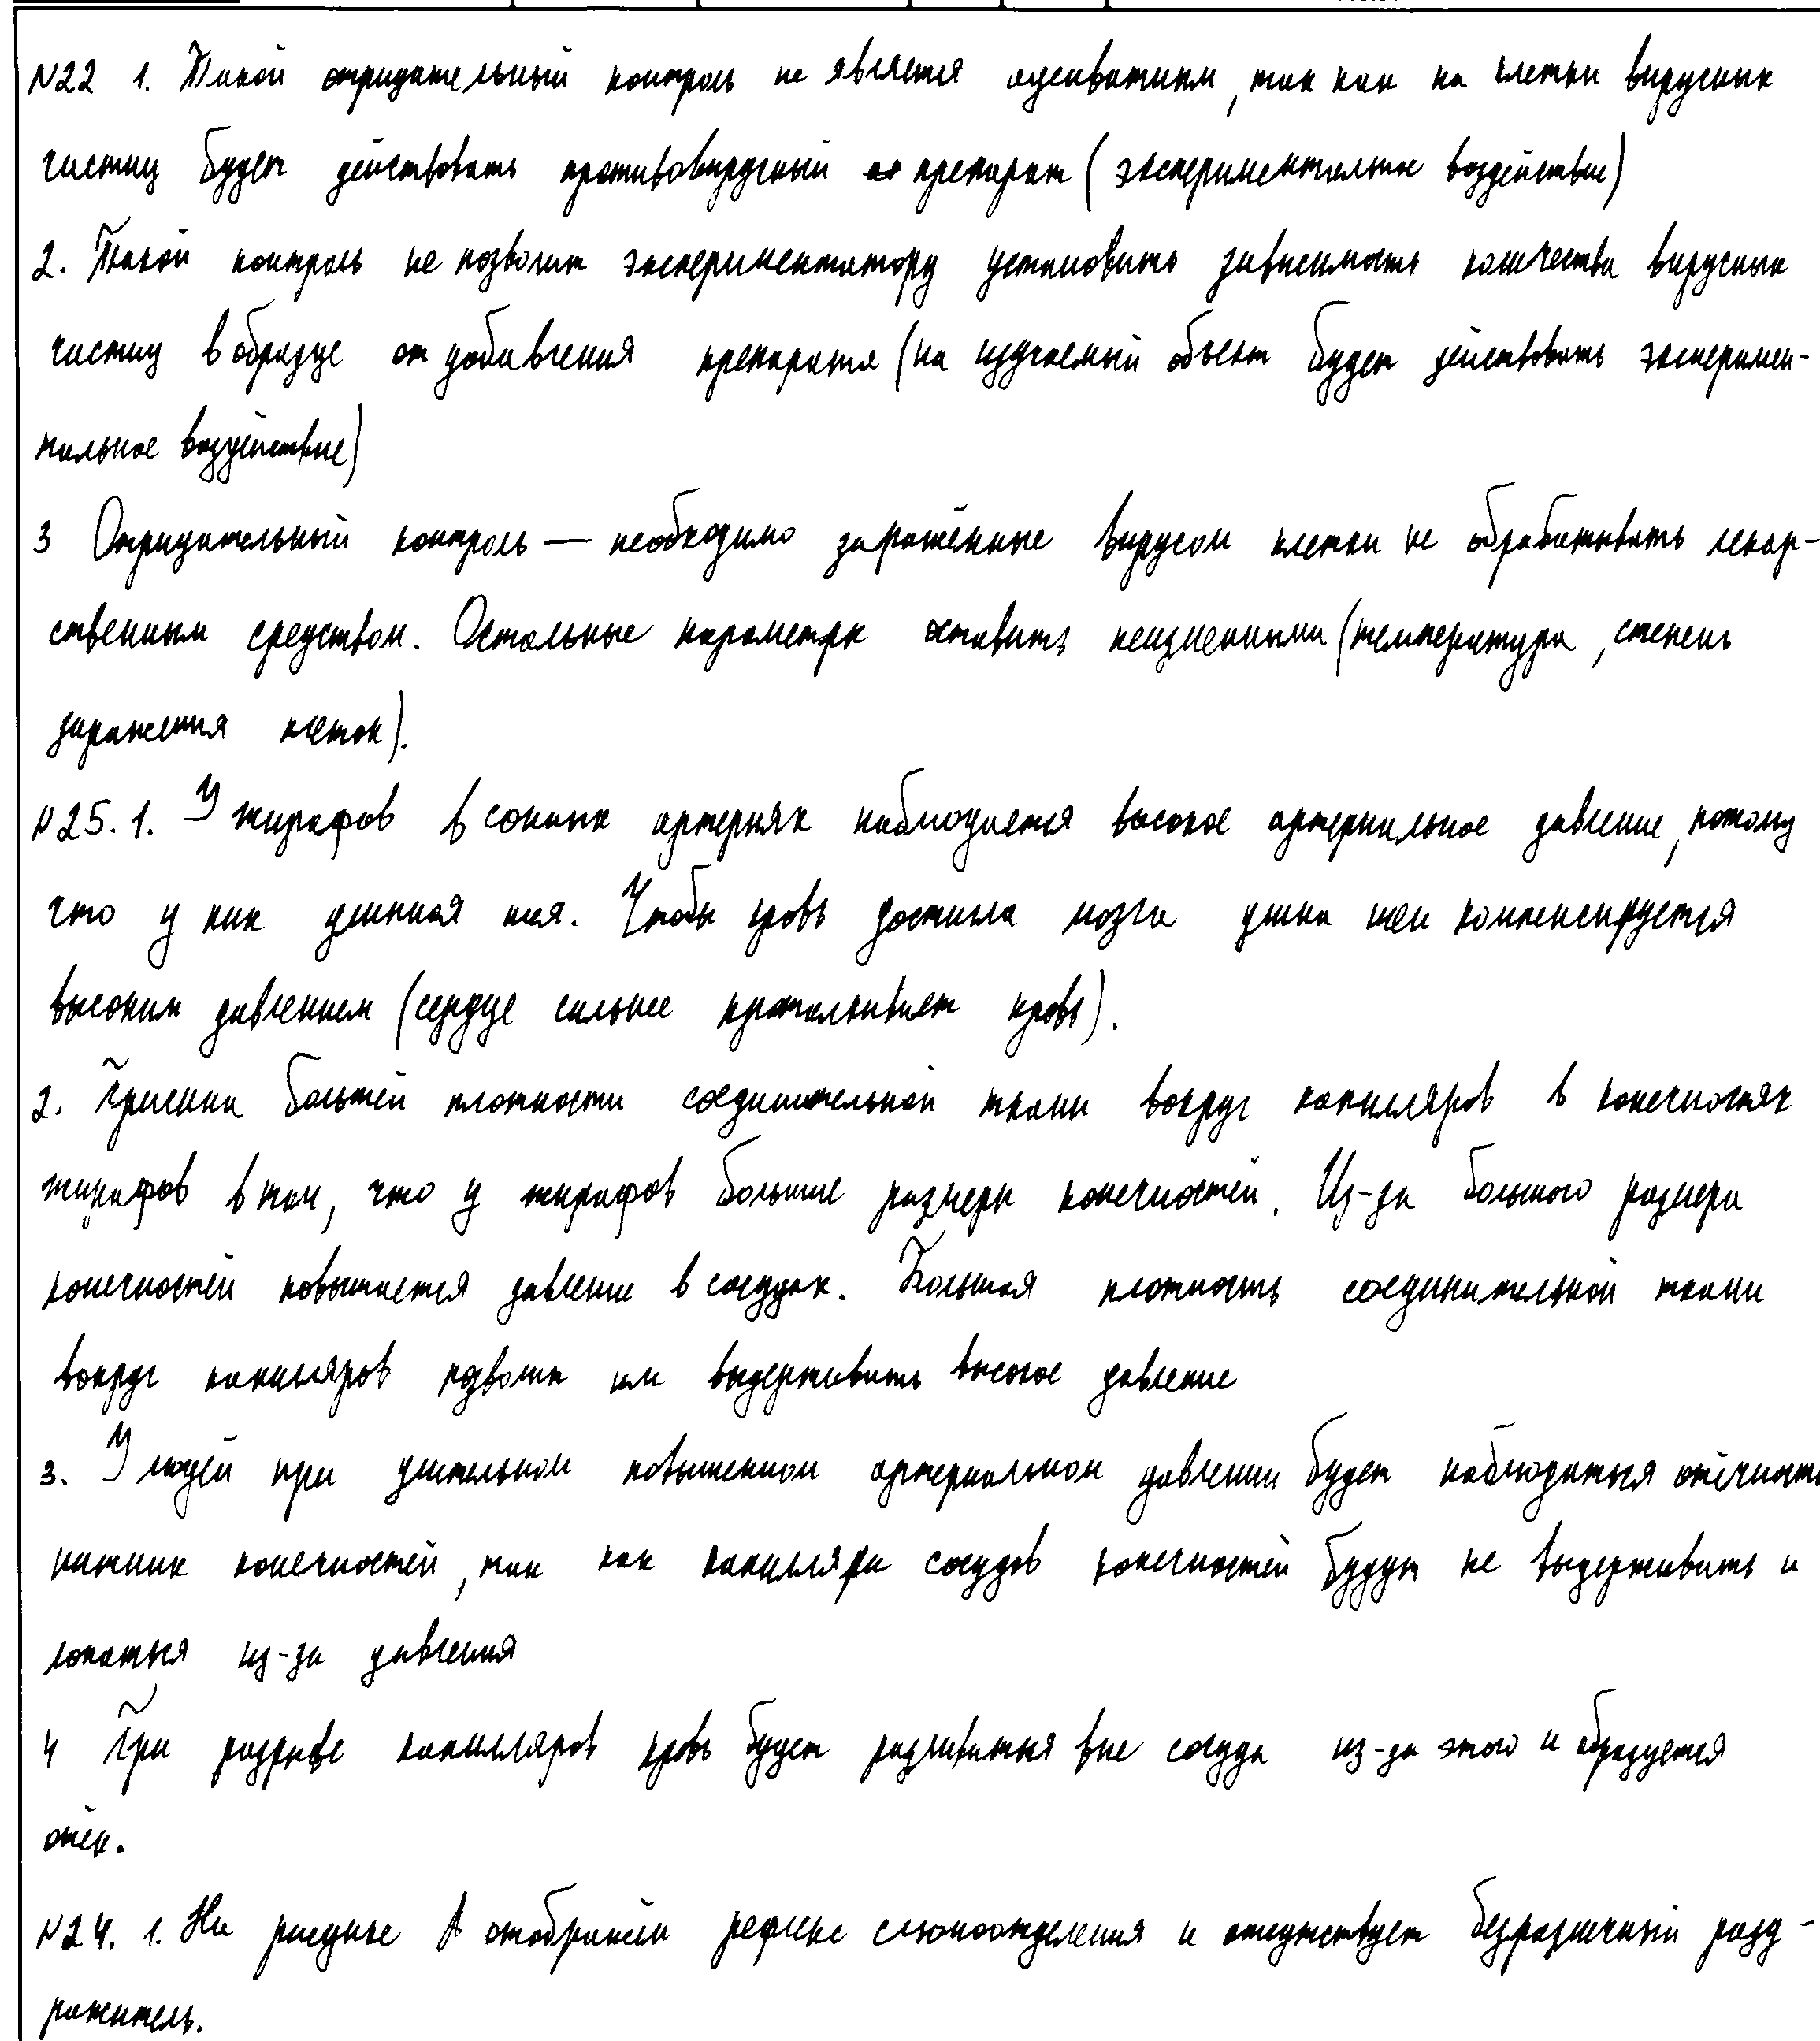 N22 1. Такой отрицательный контроль не является адекватным, так как на клетки вирусных
частиц будет действовать противовирусный препарат (экспериментальное воздействие)
2. Такой контроль не позволит экспериментатору установить зависимость количества вирусных
частиц в образце от добавления препарата (на изучаемый объект будет действовать эксперимен-
тальное воздействие)
3 Отрицательный контроль — необходимо заражённые вирусом клетки не обрабатывать лекар-
ственным средством. Остальные параметры оставить неизменными (температура, степень
заражения клеток).
N25. 1. У жирафов в сонных артериях наблюдается высокое артериальное давление, потому
что у них длинная шея. Чтобы кровь достигла мозга длина шеи компенсируется
высоким давлением (сердце сильнее проталкивает кровь).
2. Причина большей плотности соединительной ткани вокруг капилляров в конечностях
жирафов в том, что у жирафов большие размеры конечностей. Из-за большого размера
конечностей повышается давление в сосудах. Большая плотность соединительной ткани
вокруг капилляров позволит им выдерживать высокое давление
3. У людей при длительном повышенном артериальном давлении будет наблюдаться отёчность
нижних конечностей, так как капилляры сосудов конечностей будут не выдерживать и
лопаться из-за давления
4 При разрыве капилляров кровь будет разливаться вне сосуда из-за этого и образуется
отёк.
N24. 1. На рисунке А отображён рефлекс слюноотделения и отсутствует безразличный разд-
ражитель.